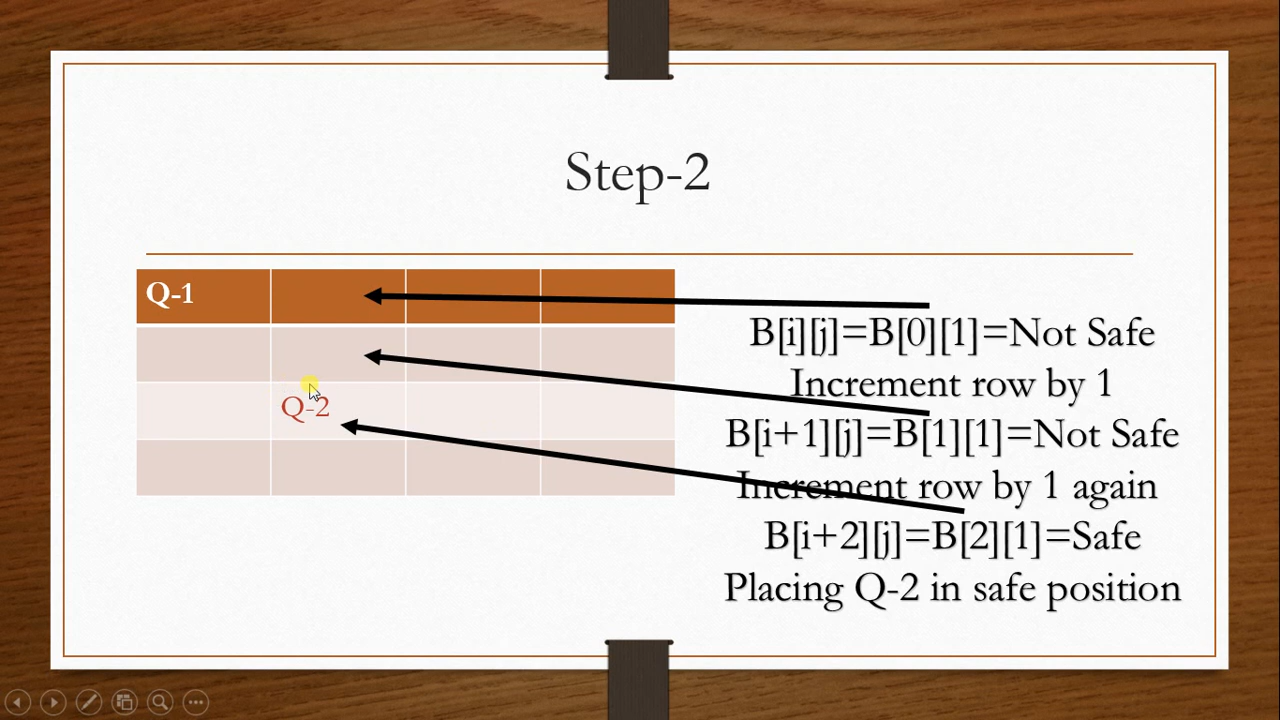 Step-2
Q-1
Q-2
B[i][j]=B[0][1]=Not Safe
Increment row by 1
B[i+1][j]=B[1][1]=Not Safe
Increment row by 1 again
B[i+2][j]=B[2][1]=Safe
Placing Q-2 in safe position